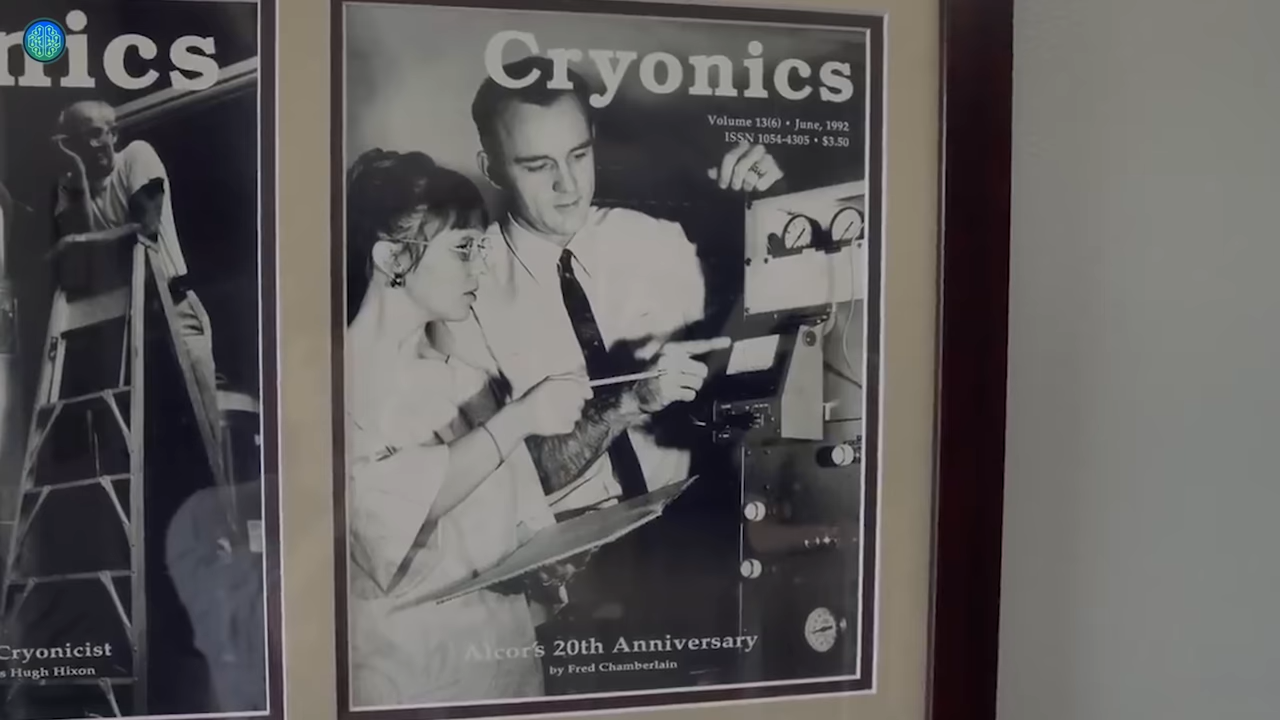 nics
Cryonicist
s Hugh Hixon
Cryonics
Volume 13(6) • June, 1992
ISSN 1054-4305 • $3.50
Alcor's 20th Anniversary
by Fred Chamberlain